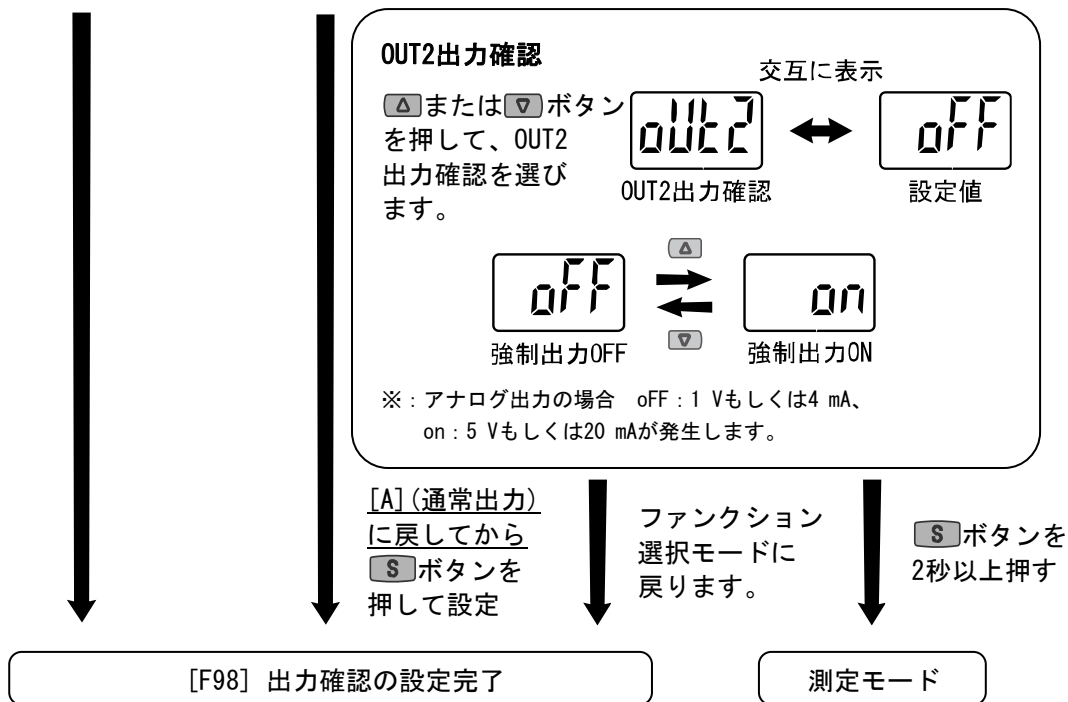 OUT2出力確認
△または▽ボタン
を押して、OUT2
出力確認を選び
ます。
交互に表示
oUt2
oFF
OUT2出力確認
設定値
oFF
on
強制出力OFF
強制出力ON
※：アナログ出力の場合　oFF：1 Vもしくは4 mA、
on：5 Vもしくは20 mAが発生します。
[A](通常出力)
に戻してから
Sボタンを
押して設定
ファンクション
選択モードに
戻ります。
Sボタンを
2秒以上押す
[F98] 出力確認の設定完了
測定モード